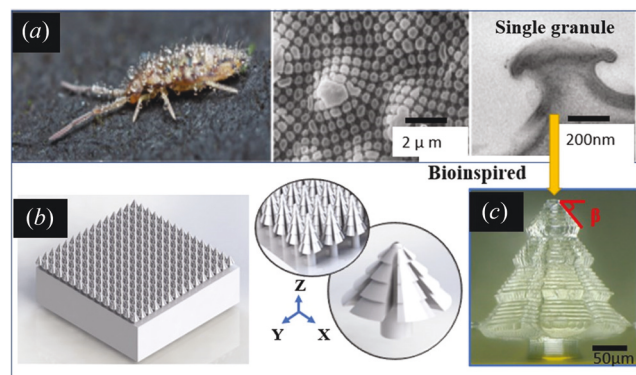 (a)
Single granule
2 μm
200nm
Bioinspired
(b)
(c)
β
Z
Y
X
50μm